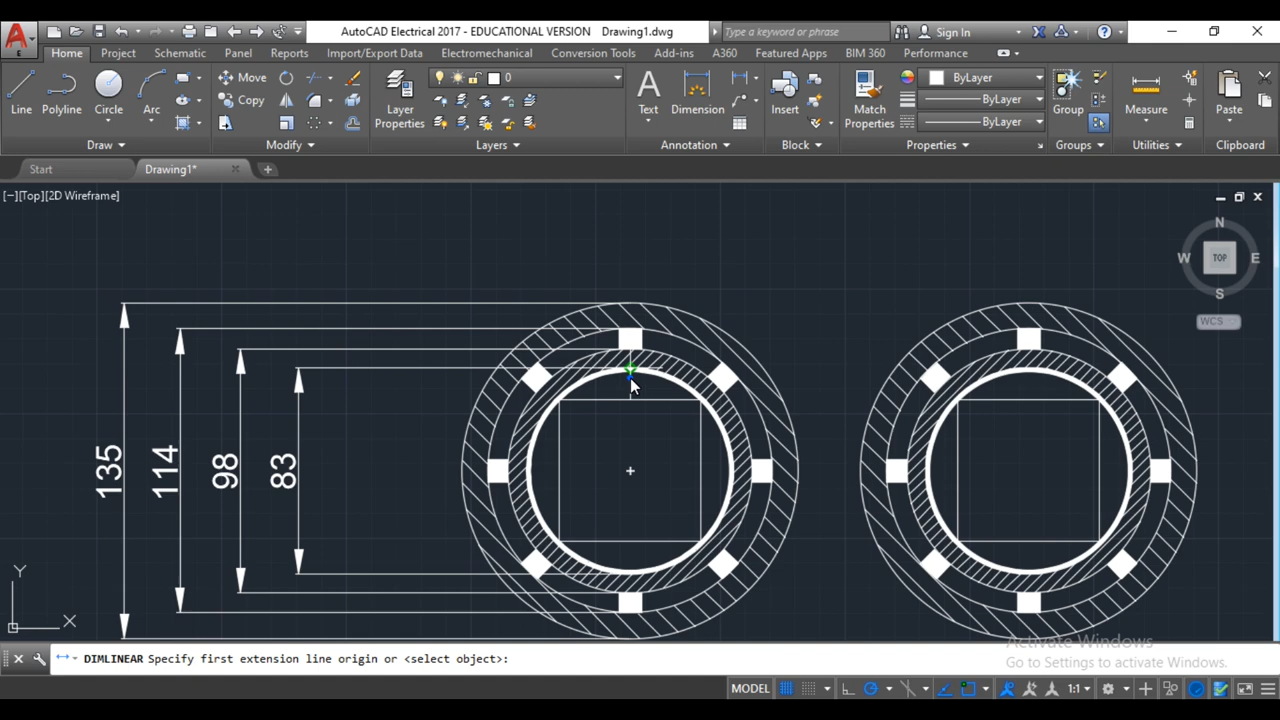 AutoCAD Electrical 2017 - EDUCATIONAL VERSION Drawing1.dwg
Type a keyword or phrase
Sign In
Home Project Schematic Panel Reports Import/Export Data Electromechanical Conversion Tools Add-ins A360 Featured Apps BIM 360 Performance
E
Line
Polyline
Circle
Arc
Move
Copy
Layer
Properties
0
Text
Dimension
Insert
Match
Properties
ByLayer
ByLayer
ByLayer
Group
Measure
Paste
Draw
Modify
Layers
Annotation
Block
Properties
Groups
Utilities
Clipboard
Start
Drawing1*
[−][Top][2D Wireframe]
N
W
TOP
E
S
WCS
135
114
98
83
Y
X
Activate Windows
Go to Settings to activate Windows.
DIMLINEAR Specify first extension line origin or <select object>:
MODEL
1:1